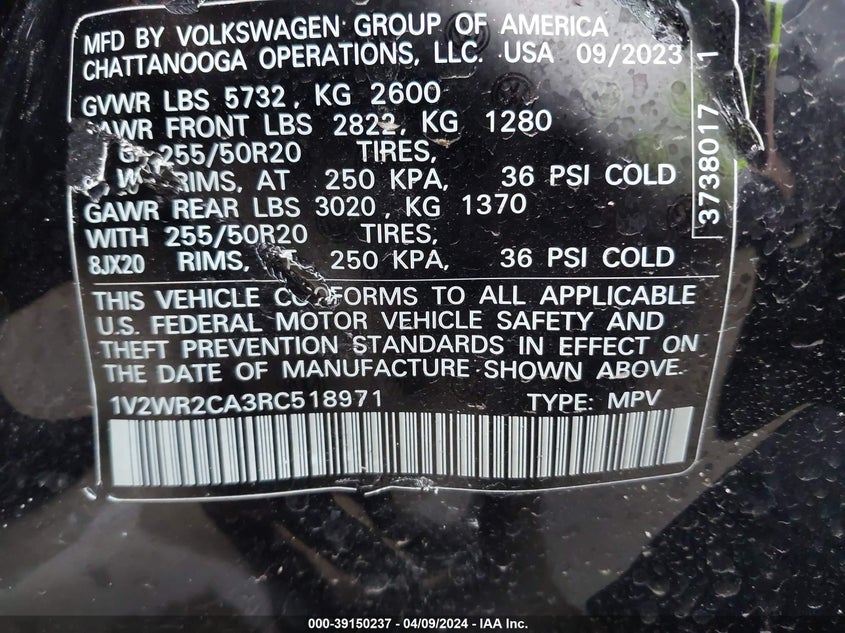 MFD BY VOLKSWAGEN GROUP OF AMERICA
CHATTANOOGA OPERATIONS, LLC. USA 09/2023
GVWR LBS 5732, KG 2600
FRONT LBS 2822, KG 1280
255/50R20 TIRES,
RIMS, AT 250 KPA, 36 PSI COLD
GAWR REAR LBS 3020, KG 1370
WITH 255/50R20 TIRES,
8JX20 RIMS, 250 KPA, 36 PSI COLD
THIS VEHICLE TO ALL APPLICABLE
U.S. FEDERAL MOTOR VEHICLE SAFETY AND
THEFT PREVENTION STANDARDS IN EFFECT ON
THE DATE OF MANUFACTURE SHOWN ABOVE.
1V2WR2CA3RC518971 TYPE: MPV
3738017 1
000-39150237 - 04/09/2024 - IAA Inc.